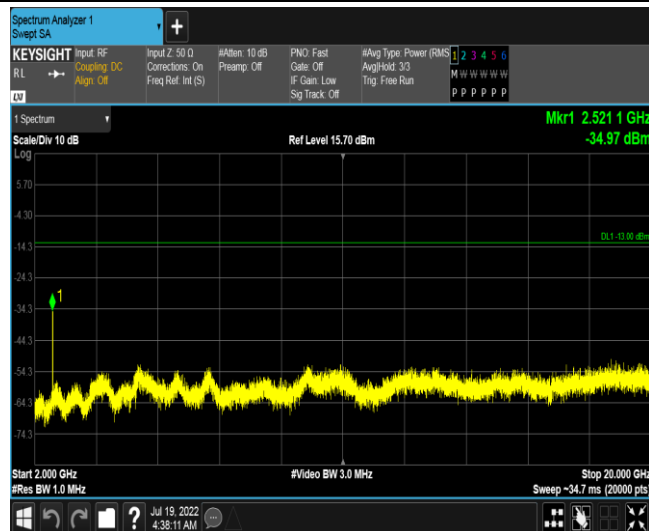 Spectrum Analyzer 1
Swept SA
+
KEYSIGHT Input: RF Input Z: 50 Ω #Atten: 10 dB PNO: Fast #Avg Type: Power (RMS 1 2 3 4 5 6
RL Coupling: DC Corrections: On Preamp: Off Gate: Off Avg|Hold: 3/3 M W W W W W
Align: Off Freq Ref: Int (S) IF Gain: Low Trig: Free Run
LXI Sig Track: Off P P P P P P
1 Spectrum Mkr1 2.521 1 GHz
Scale/Div 10 dB Ref Level 15.70 dBm -34.97 dBm
Log
5.70
-4.30
DL1 -13.00 dBm
-14.3
-24.3
1
-34.3
-44.3
-54.3
-64.3
-74.3
Start 2.000 GHz #Video BW 3.0 MHz Stop 20.000 GHz
#Res BW 1.0 MHz Sweep ~34.7 ms (20000 pts)
? Jul 19, 2022
4:38:11 AM